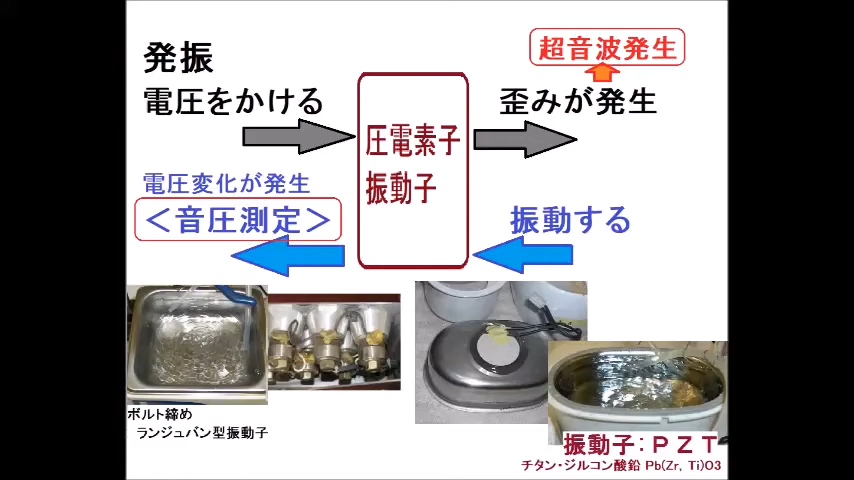 発振
超音波発生
電圧をかける
歪みが発生
圧電素子
振動子
電圧変化が発生
＜音圧測定＞
振動する
ボルト締め
ランジュバン型振動子
振動子：ＰＺＴ
チタン・ジルコン酸鉛 Pb(Zr, Ti)O3